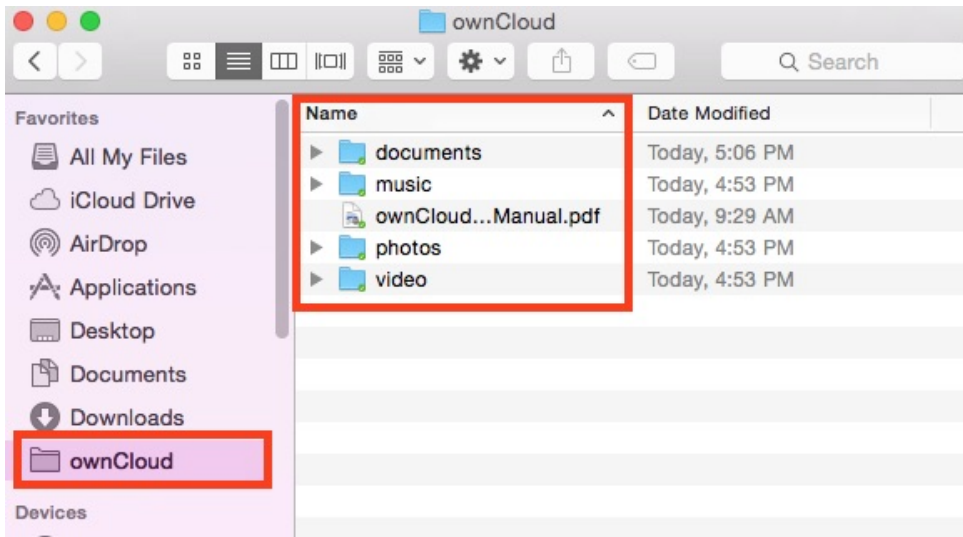 ownCloud
Search
Favorites
All My Files
iCloud Drive
AirDrop
Applications
Desktop
Documents
Downloads
ownCloud
Devices
Name Date Modified
documents Today, 5:06 PM
music Today, 4:53 PM
ownCloud...Manual.pdf Today, 9:29 AM
photos Today, 4:53 PM
video Today, 4:53 PM